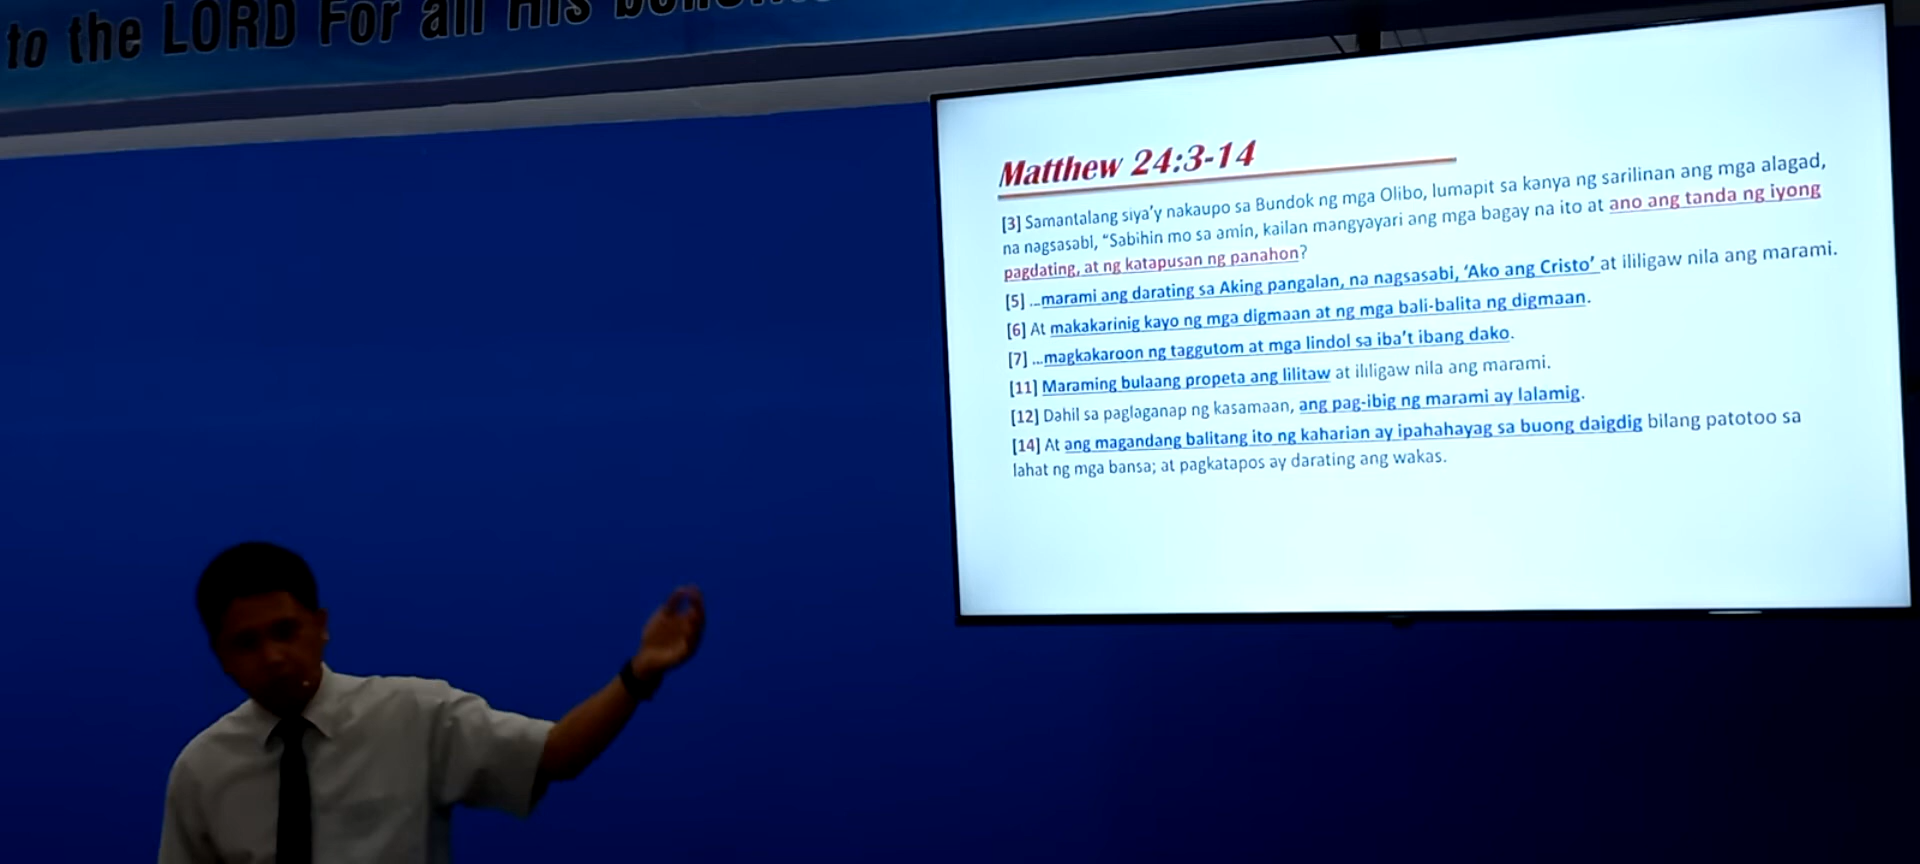 to the LORD For all His
Matthew 24:3-14
[3] Samantalang siya'y nakaupo sa Bundok ng mga Olibo, lumapit sa kanya ng sarilinan ang mga alagad,
na nagsasabi, “Sabihin mo sa amin, kailan mangyayari ang mga bagay na ito at ano ang tanda ng iyong
pagdating, at ng katapusan ng panahon?
[5] ...marami ang darating sa Aking pangalan, na nagsasabi, ‘Ako ang Cristo’ at ililigaw nila ang marami.
[6] At makakarinig kayo ng mga digmaan at ng mga bali-balita ng digmaan.
[7] ...magkakaroon ng taggutom at mga lindol sa iba't ibang dako.
[11] Maraming bulaang propeta ang lilitaw at ililigaw nila ang marami.
[12] Dahil sa paglaganap ng kasamaan, ang pag-ibig ng marami ay lalamig.
[14] At ang magandang balitang ito ng kaharian ay ipahahayag sa buong daigdig bilang patotoo sa
lahat ng mga bansa; at pagkatapos ay darating ang wakas.